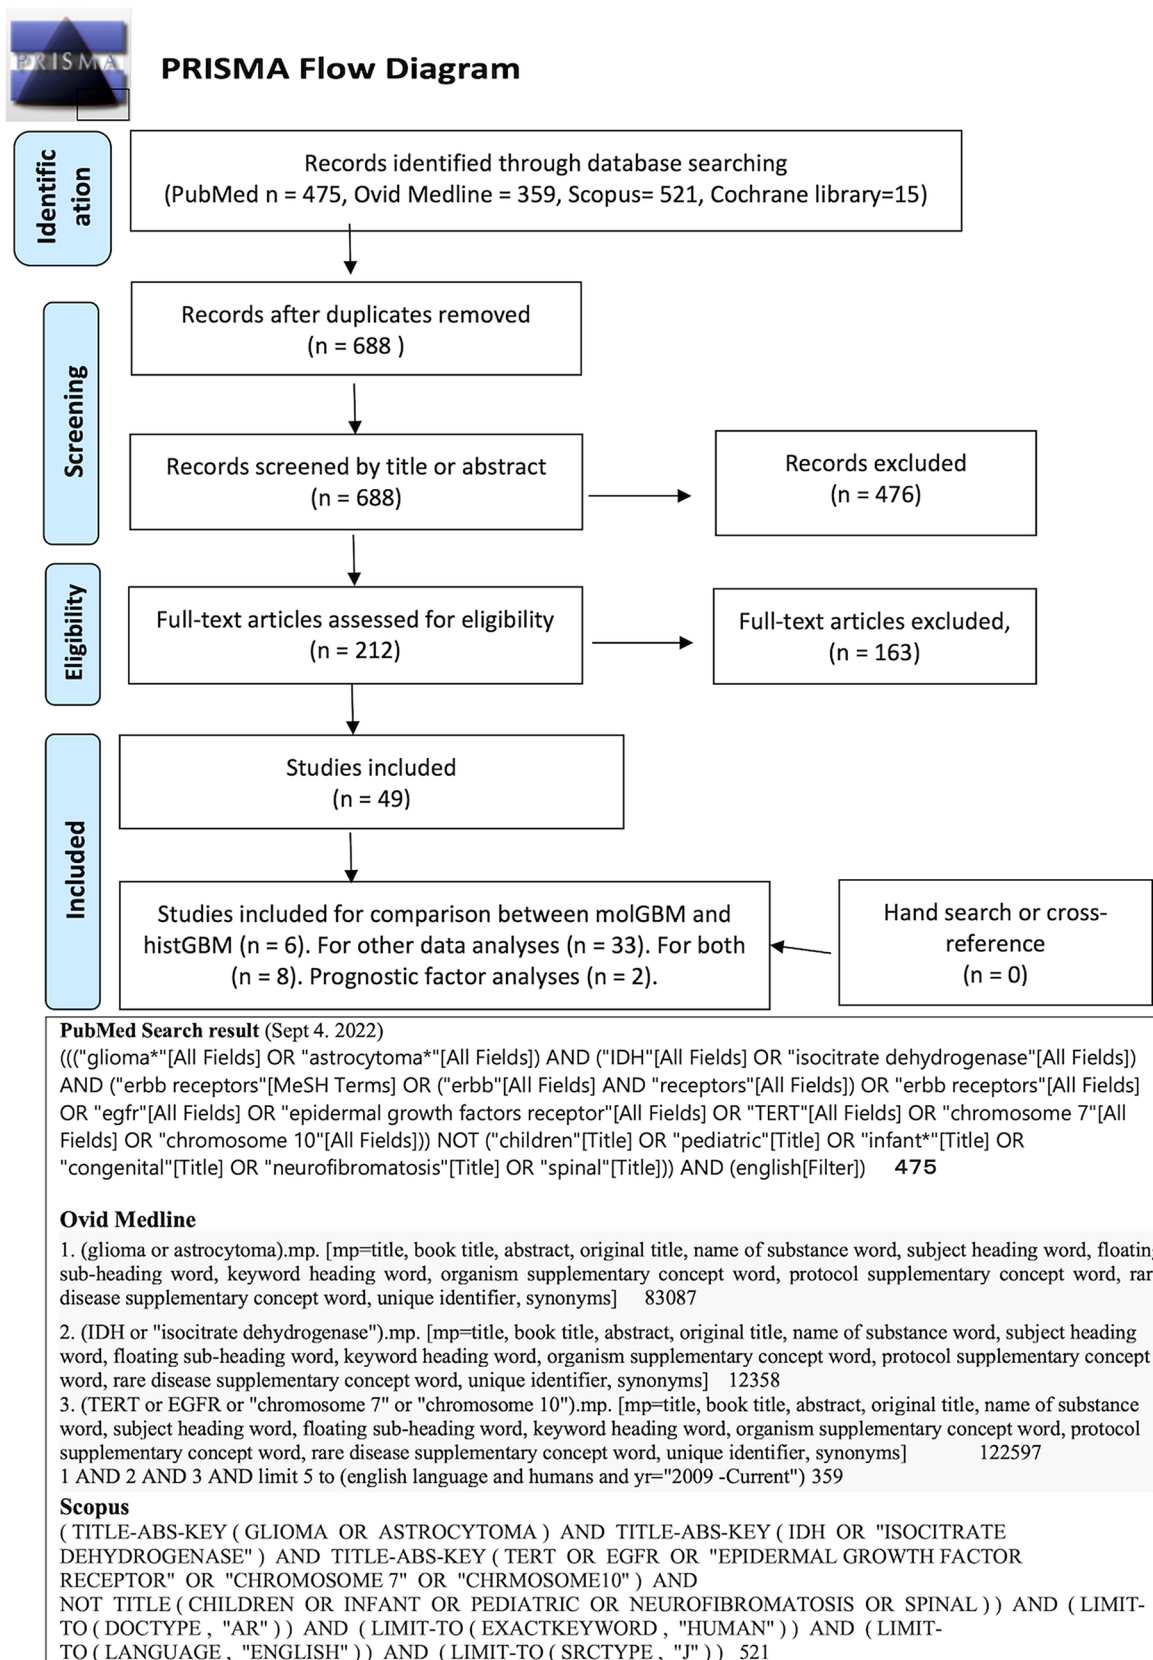 PRISMA
PRISMA Flow Diagram
Identific
ation
Records identified through database searching
(PubMed n = 475, Ovid Medline = 359, Scopus= 521, Cochrane library=15)
Screening
Records after duplicates removed
(n = 688 )
Records screened by title or abstract
(n = 688)
Records excluded
(n = 476)
Eligibility
Full-text articles assessed for eligibility
(n = 212)
Full-text articles excluded,
(n = 163)
Included
Studies included
(n = 49)
Studies included for comparison between molGBM and
histGBM (n = 6). For other data analyses (n = 33). For both
(n = 8). Prognostic factor analyses (n = 2).
Hand search or cross-
reference
(n = 0)
PubMed Search result (Sept 4. 2022)
((("glioma*"[All Fields] OR "astrocytoma*"[All Fields]) AND ("IDH"[All Fields] OR "isocitrate dehydrogenase"[All Fields])
AND ("erbb receptors"[MeSH Terms] OR ("erbb"[All Fields] AND "receptors"[All Fields]) OR "erbb receptors"[All Fields]
OR "egfr"[All Fields] OR "epidermal growth factors receptor"[All Fields] OR "TERT"[All Fields] OR "chromosome 7"[All
Fields] OR "chromosome 10"[All Fields])) NOT ("children"[Title] OR "pediatric"[Title] OR "infant*"[Title] OR
"congenital"[Title] OR "neurofibromatosis"[Title] OR "spinal"[Title])) AND (english[Filter]) 475
Ovid Medline
1. (glioma or astrocytoma).mp. [mp=title, book title, abstract, original title, name of substance word, subject heading word, floatin
sub-heading word, keyword heading word, organism supplementary concept word, protocol supplementary concept word, rar
disease supplementary concept word, unique identifier, synonyms] 83087
2. (IDH or "isocitrate dehydrogenase").mp. [mp=title, book title, abstract, original title, name of substance word, subject heading
word, floating sub-heading word, keyword heading word, organism supplementary concept word, protocol supplementary concept
word, rare disease supplementary concept word, unique identifier, synonyms] 12358
3. (TERT or EGFR or "chromosome 7" or "chromosome 10").mp. [mp=title, book title, abstract, original title, name of substance
word, subject heading word, floating sub-heading word, keyword heading word, organism supplementary concept word, protocol
supplementary concept word, rare disease supplementary concept word, unique identifier, synonyms] 122597
1 AND 2 AND 3 AND limit 5 to (english language and humans and yr="2009 -Current") 359
Scopus
( TITLE-ABS-KEY ( GLIOMA OR ASTROCYTOMA ) AND TITLE-ABS-KEY ( IDH OR "ISOCITRATE
DEHYDROGENASE" ) AND TITLE-ABS-KEY ( TERT OR EGFR OR "EPIDERMAL GROWTH FACTOR
RECEPTOR" OR "CHROMOSOME 7" OR "CHRMOSOME10" ) AND
NOT TITLE ( CHILDREN OR INFANT OR PEDIATRIC OR NEUROFIBROMATOSIS OR SPINAL ) ) AND ( LIMIT-
TO ( DOCTYPE , "AR" ) ) AND ( LIMIT-TO ( EXACTKEYWORD , "HUMAN" ) ) AND ( LIMIT-
TO ( LANGUAGE , "ENGLISH" ) ) AND ( LIMIT-TO ( SRCTYPE , "J" ) ) 521